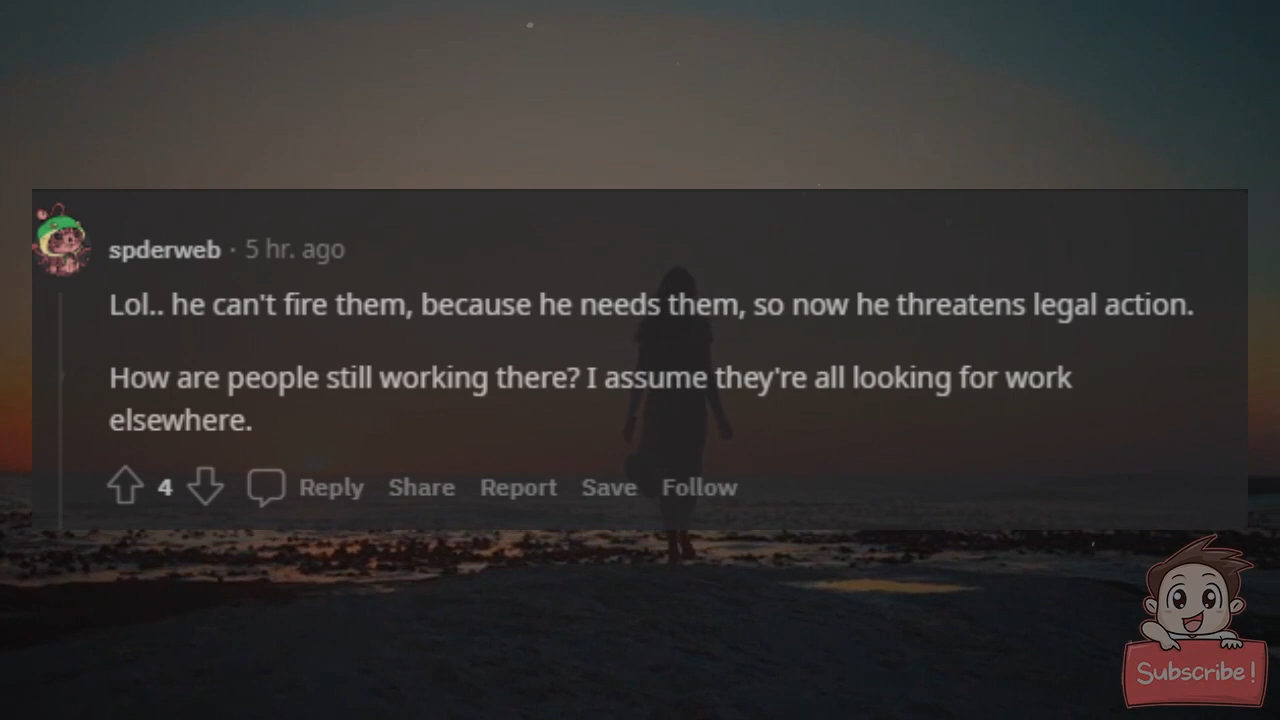 spderweb · 5 hr. ago
Lol.. he can't fire them, because he needs them, so now he threatens legal action.
How are people still working there? I assume they're all looking for work
elsewhere.
4 Reply Share Report Save Follow
Subscribe!